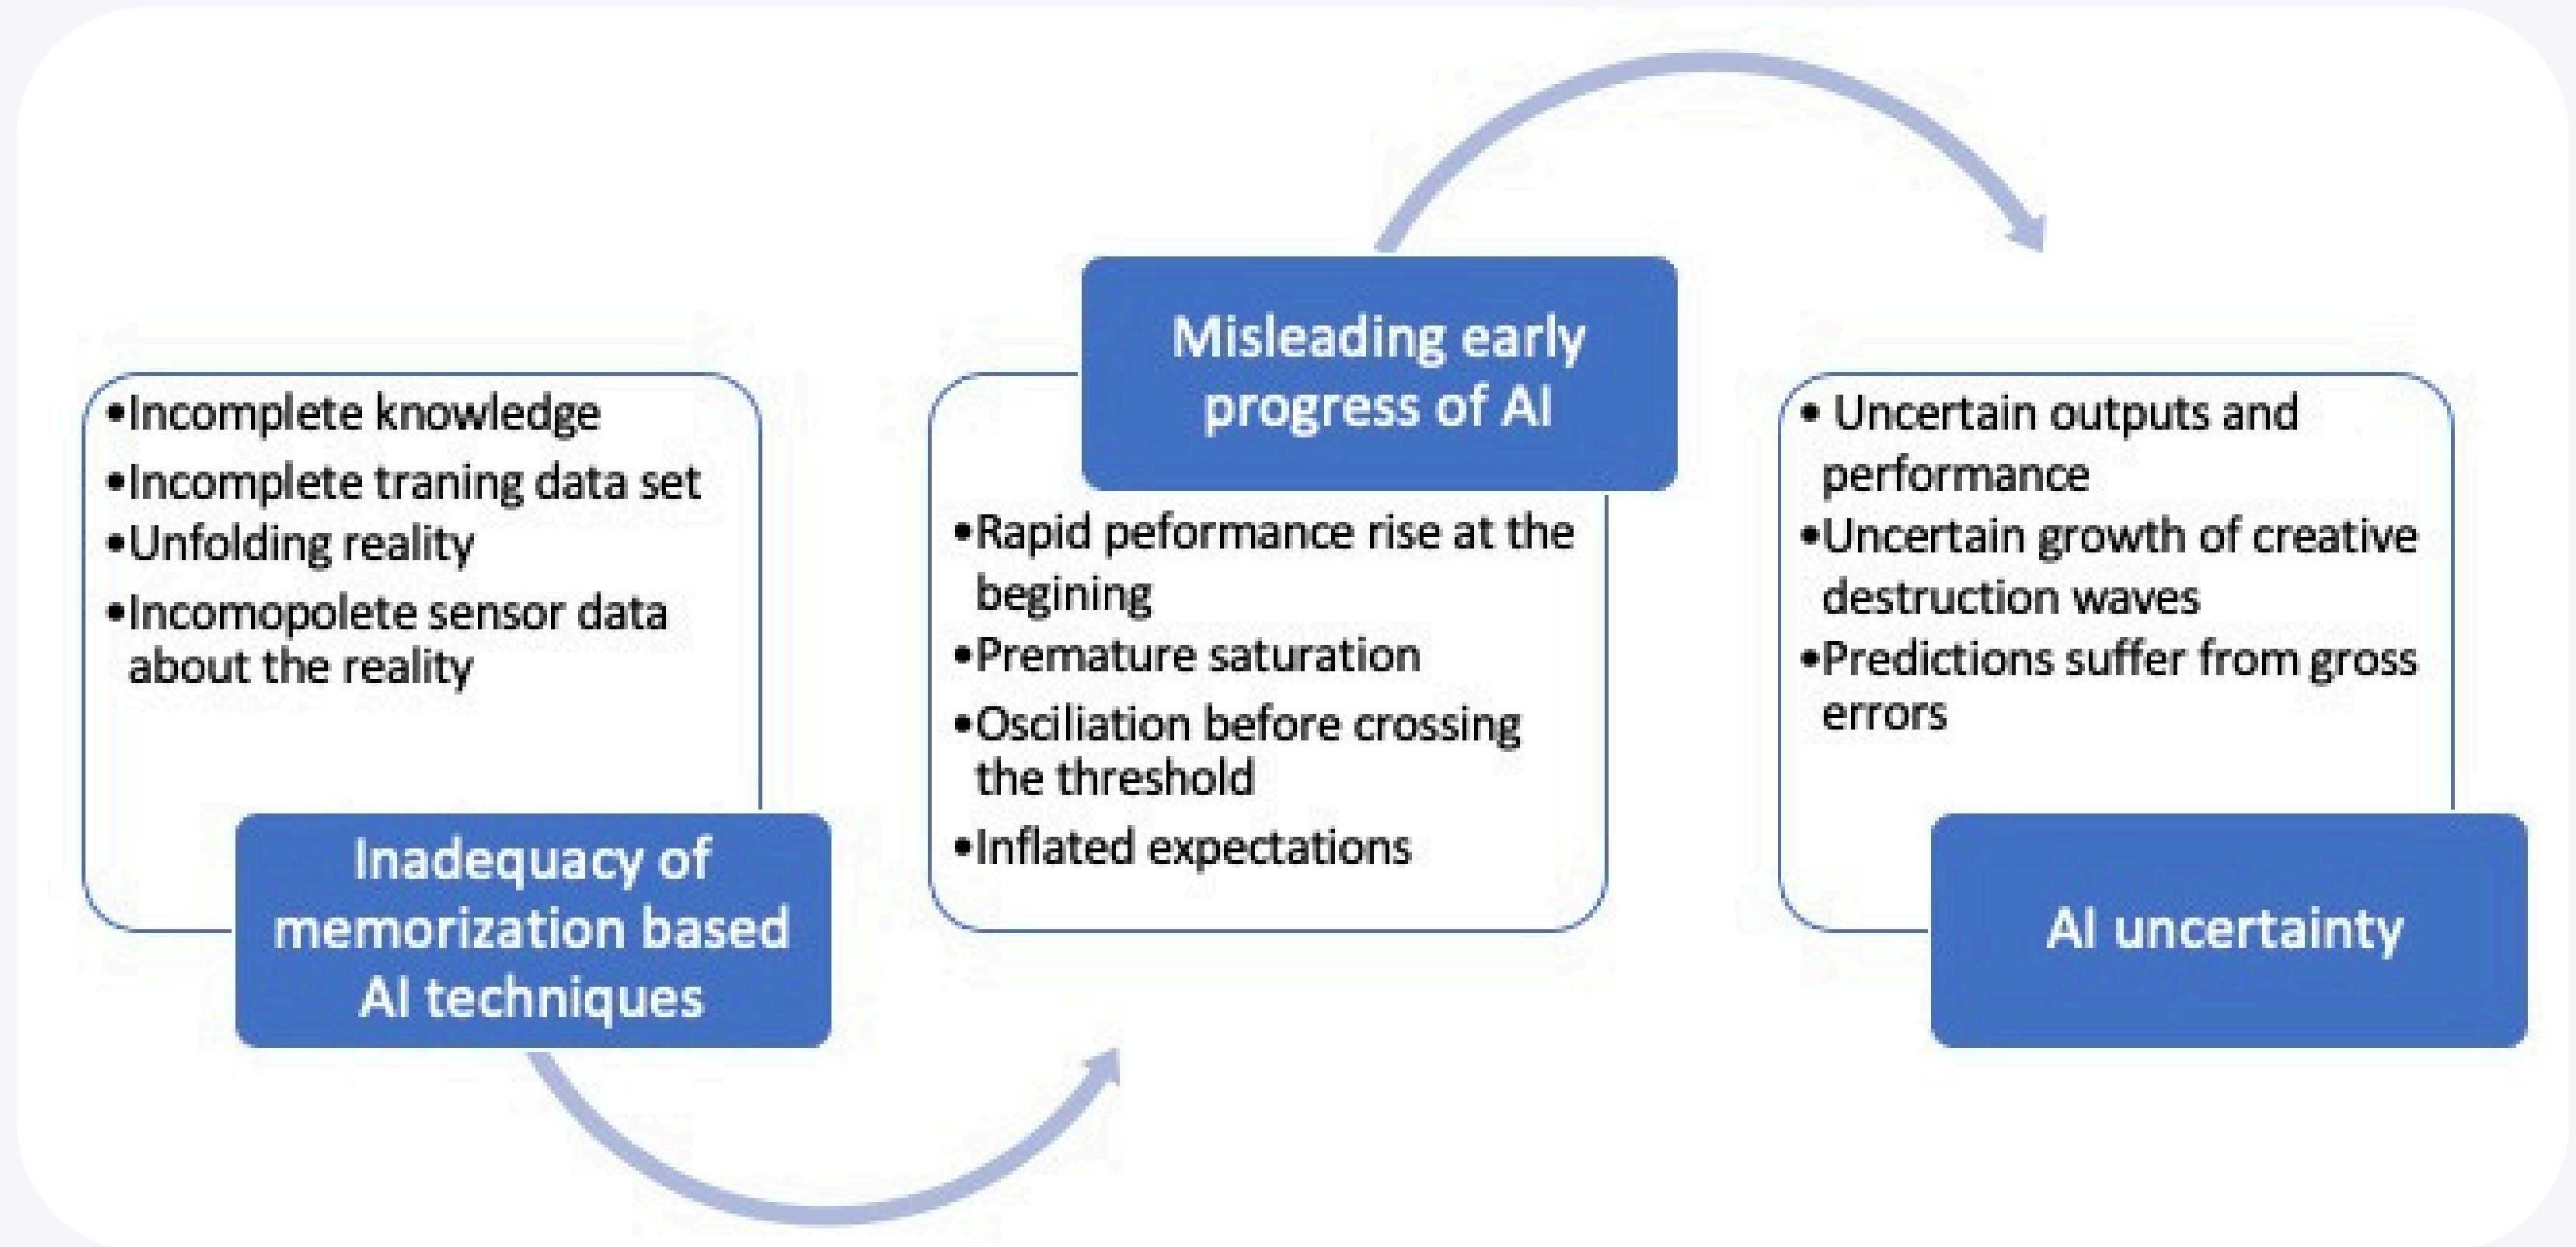 •Incomplete knowledge
•Incomplete traning data set
•Unfolding reality
•Incomopolete sensor data
about the reality
Inadequacy of
memorization based
AI techniques
Misleading early
progress of AI
•Rapid peformance rise at the
begining
•Premature saturation
•Osciliation before crossing
the threshold
•Inflated expectations
• Uncertain outputs and
performance
•Uncertain growth of creative
destruction waves
•Predictions suffer from gross
errors
AI uncertainty